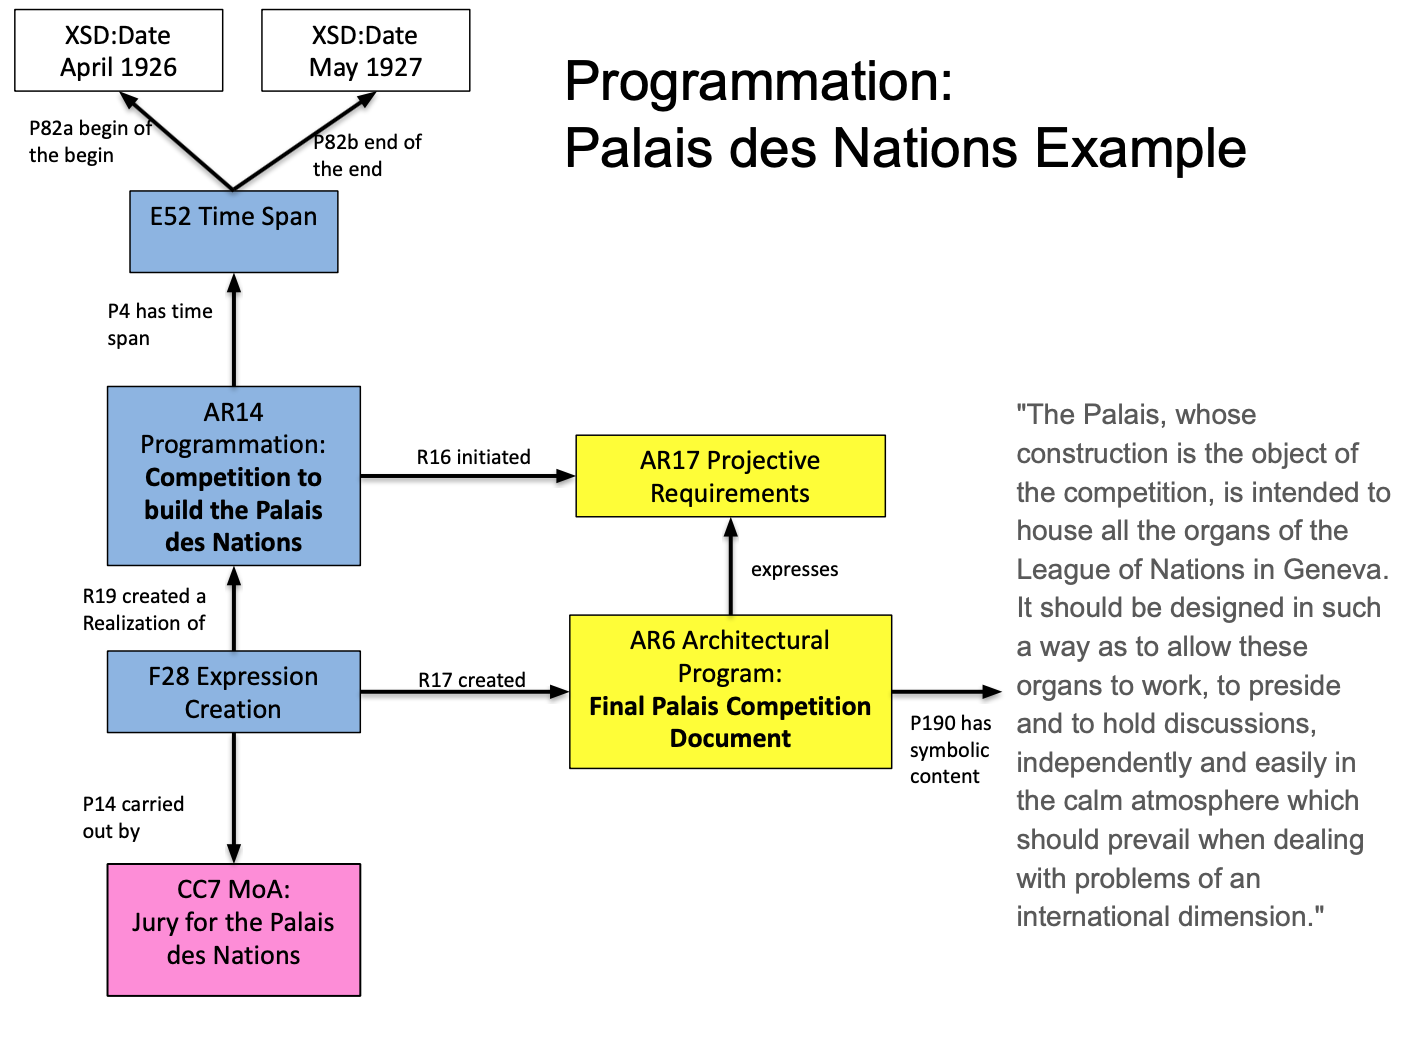 XSD:Date
April 1926
XSD:Date
May 1927
Programmation:
Palais des Nations Example
P82a begin of
the begin
P82b end of
the end
E52 Time Span
P4 has time
span
AR14
Programmation:
Competition to
build the Palais
des Nations
R16 initiated
AR17 Projective
Requirements
expresses
R19 created a
Realization of
F28 Expression
Creation
R17 created
AR6 Architectural
Program:
Final Palais Competition
Document
P190 has
symbolic
content
P14 carried
out by
CC7 MoA:
Jury for the Palais
des Nations
"The Palais, whose
construction is the object of
the competition, is intended to
house all the organs of the
League of Nations in Geneva.
It should be designed in such
a way as to allow these
organs to work, to preside
and to hold discussions,
independently and easily in
the calm atmosphere which
should prevail when dealing
with problems of an
international dimension."